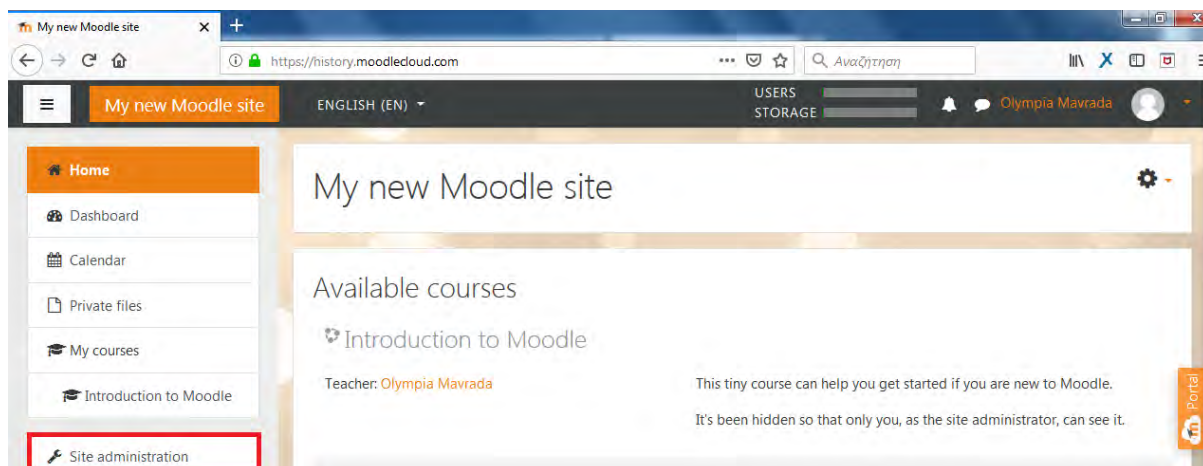 My new Moodle site
https://history.moodlecloud.com
Αναζήτηση
My new Moodle site
ENGLISH (EN)
USERS
STORAGE
Olympia Mavrada
Home
Dashboard
Calendar
Private files
My courses
Introduction to Moodle
Site administration
My new Moodle site
Available courses
Introduction to Moodle
Teacher: Olympia Mavrada
This tiny course can help you get started if you are new to Moodle.
It's been hidden so that only you, as the site administrator, can see it.
Portal